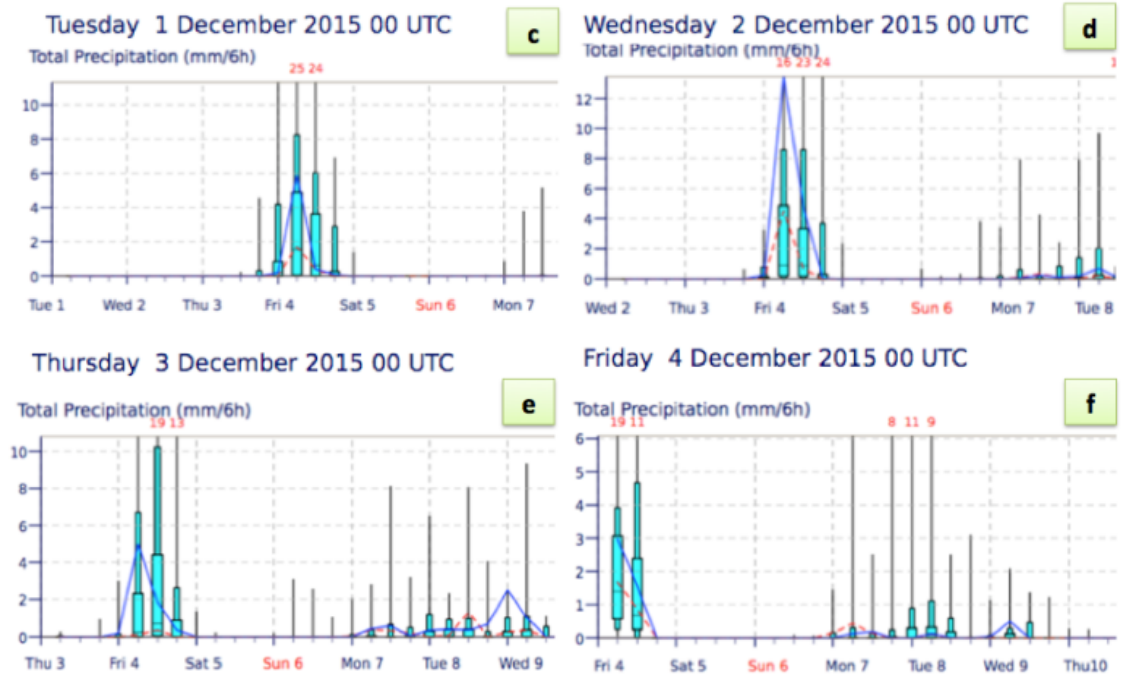 Tuesday 1 December 2015 00 UTC
c
Total Precipitation (mm/6h)
25 24
10
8
6
4
2
0
Tue 1 Wed 2 Thu 3 Fri 4 Sat 5 Sun 6 Mon 7
Wednesday 2 December 2015 00 UTC
d
Total Precipitation (mm/6h)
16 23 24 1
12
10
8
6
4
2
0
Wed 2 Thu 3 Fri 4 Sat 5 Sun 6 Mon 7 Tue 8
Thursday 3 December 2015 00 UTC
e
Total Precipitation (mm/6h)
19 13
10
8
6
4
2
0
Thu 3 Fri 4 Sat 5 Sun 6 Mon 7 Tue 8 Wed 9
Friday 4 December 2015 00 UTC
f
Total Precipitation (mm/6h)
19 11 8 11 9
6
5
4
3
2
1
0
Fri 4 Sat 5 Sun 6 Mon 7 Tue 8 Wed 9 Thu10